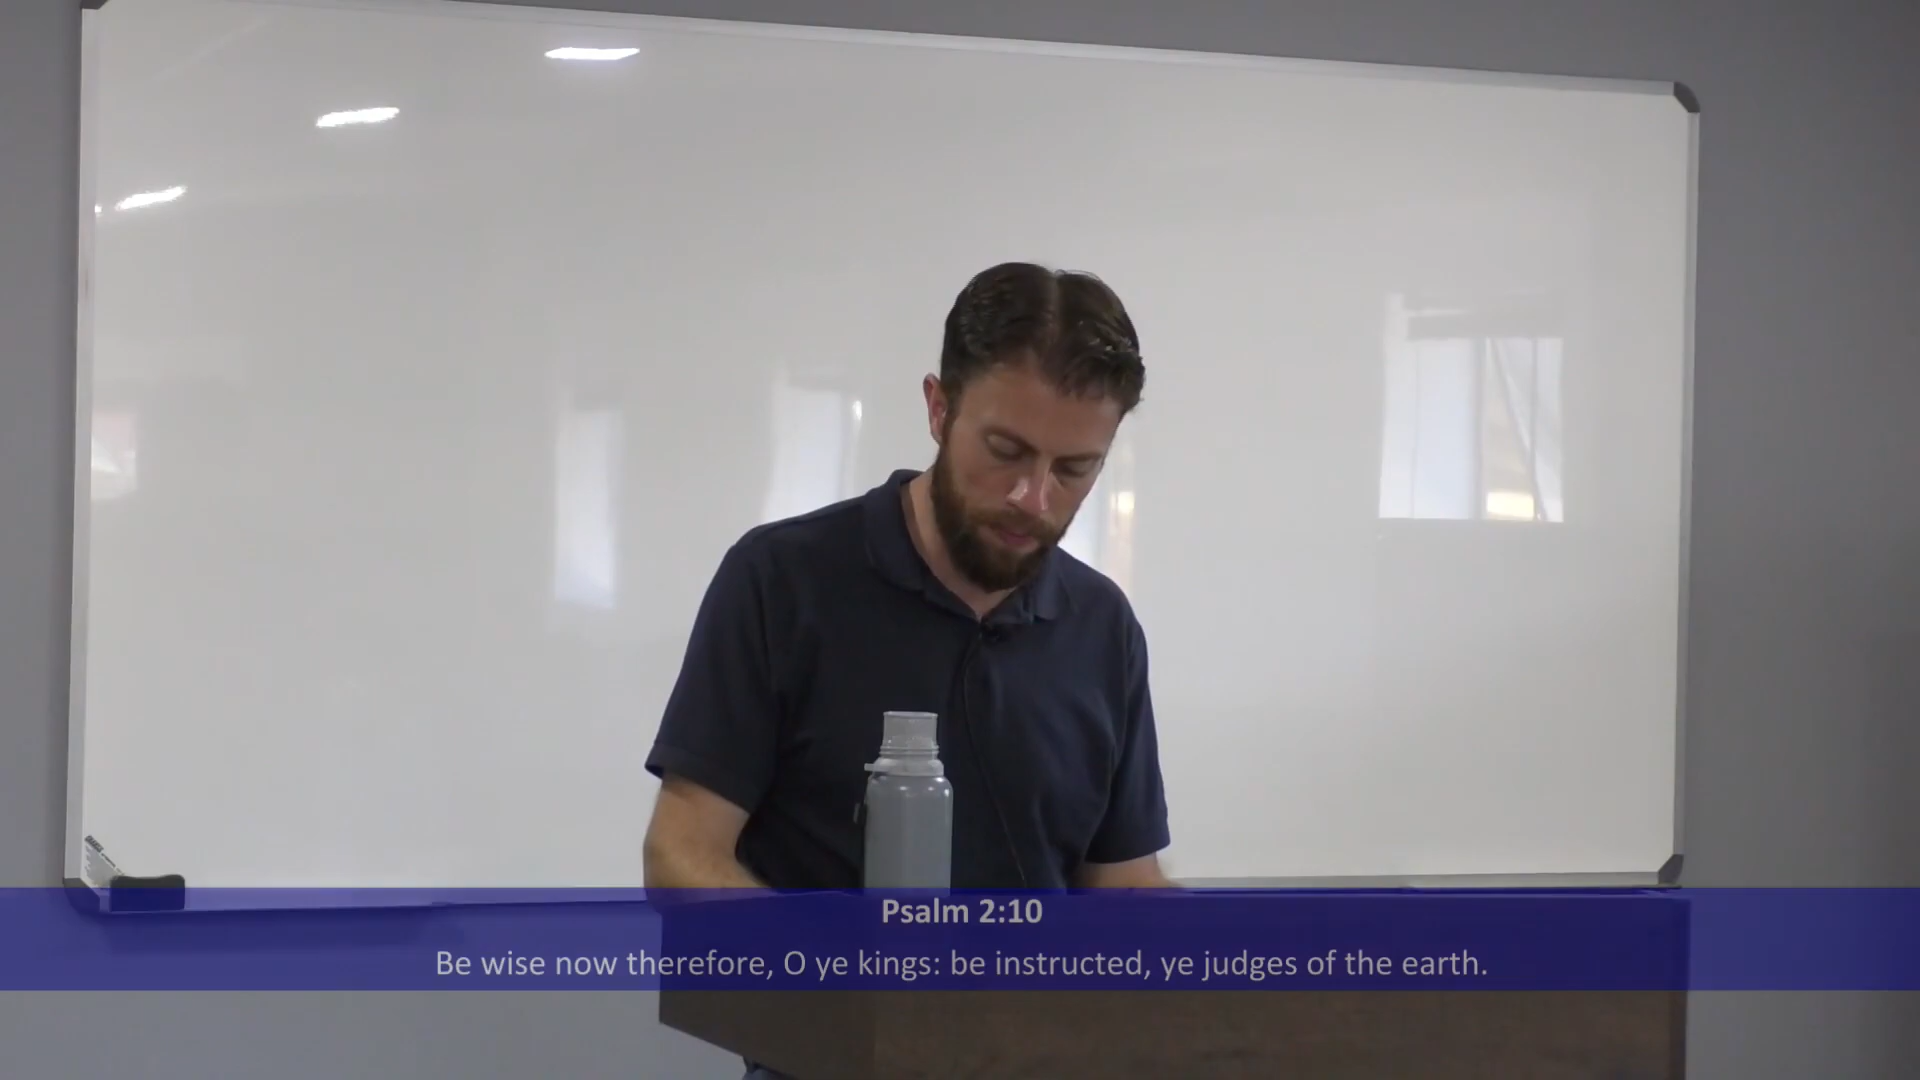 Psalm 2:10
Be wise now therefore, O ye kings: be instructed, ye judges of the earth.